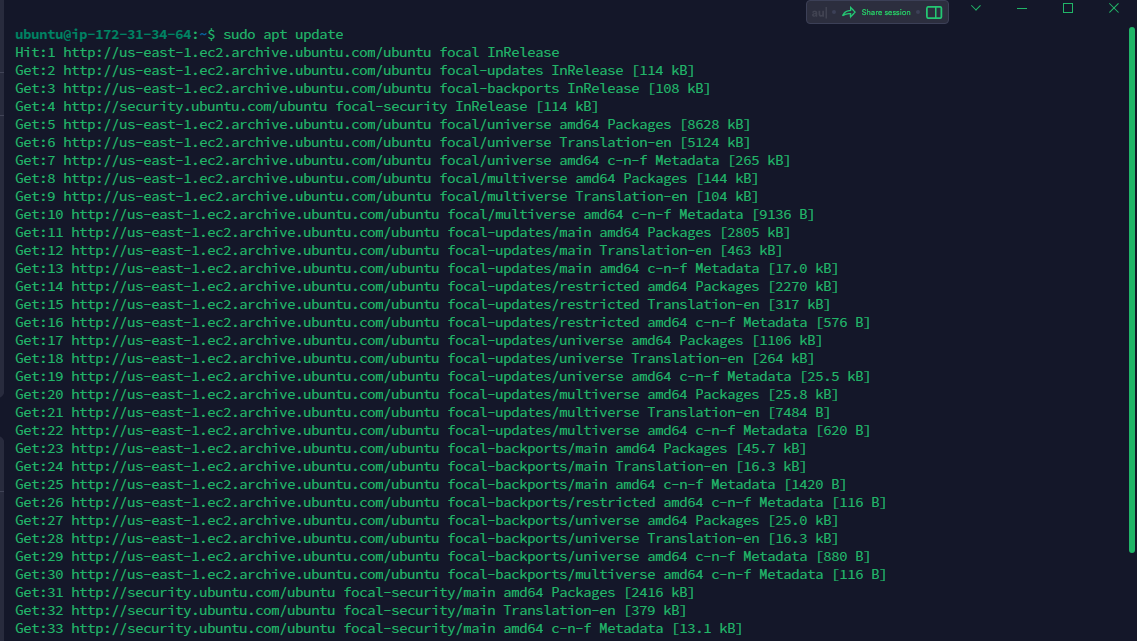 Share session
ubuntu@ip-172-31-34-64:~$ sudo apt update
Hit:1 http://us-east-1.ec2.archive.ubuntu.com/ubuntu focal InRelease
Get:2 http://us-east-1.ec2.archive.ubuntu.com/ubuntu focal-updates InRelease [114 kB]
Get:3 http://us-east-1.ec2.archive.ubuntu.com/ubuntu focal-backports InRelease [108 kB]
Get:4 http://security.ubuntu.com/ubuntu focal-security InRelease [114 kB]
Get:5 http://us-east-1.ec2.archive.ubuntu.com/ubuntu focal/universe amd64 Packages [8628 kB]
Get:6 http://us-east-1.ec2.archive.ubuntu.com/ubuntu focal/universe Translation-en [5124 kB]
Get:7 http://us-east-1.ec2.archive.ubuntu.com/ubuntu focal/universe amd64 c-n-f Metadata [265 kB]
Get:8 http://us-east-1.ec2.archive.ubuntu.com/ubuntu focal/multiverse amd64 Packages [144 kB]
Get:9 http://us-east-1.ec2.archive.ubuntu.com/ubuntu focal/multiverse Translation-en [104 kB]
Get:10 http://us-east-1.ec2.archive.ubuntu.com/ubuntu focal/multiverse amd64 c-n-f Metadata [9136 B]
Get:11 http://us-east-1.ec2.archive.ubuntu.com/ubuntu focal-updates/main amd64 Packages [2805 kB]
Get:12 http://us-east-1.ec2.archive.ubuntu.com/ubuntu focal-updates/main Translation-en [463 kB]
Get:13 http://us-east-1.ec2.archive.ubuntu.com/ubuntu focal-updates/main amd64 c-n-f Metadata [17.0 kB]
Get:14 http://us-east-1.ec2.archive.ubuntu.com/ubuntu focal-updates/restricted amd64 Packages [2270 kB]
Get:15 http://us-east-1.ec2.archive.ubuntu.com/ubuntu focal-updates/restricted Translation-en [317 kB]
Get:16 http://us-east-1.ec2.archive.ubuntu.com/ubuntu focal-updates/restricted amd64 c-n-f Metadata [576 B]
Get:17 http://us-east-1.ec2.archive.ubuntu.com/ubuntu focal-updates/universe amd64 Packages [1106 kB]
Get:18 http://us-east-1.ec2.archive.ubuntu.com/ubuntu focal-updates/universe Translation-en [264 kB]
Get:19 http://us-east-1.ec2.archive.ubuntu.com/ubuntu focal-updates/universe amd64 c-n-f Metadata [25.5 kB]
Get:20 http://us-east-1.ec2.archive.ubuntu.com/ubuntu focal-updates/multiverse amd64 Packages [25.8 kB]
Get:21 http://us-east-1.ec2.archive.ubuntu.com/ubuntu focal-updates/multiverse Translation-en [7484 B]
Get:22 http://us-east-1.ec2.archive.ubuntu.com/ubuntu focal-updates/multiverse amd64 c-n-f Metadata [620 B]
Get:23 http://us-east-1.ec2.archive.ubuntu.com/ubuntu focal-backports/main amd64 Packages [45.7 kB]
Get:24 http://us-east-1.ec2.archive.ubuntu.com/ubuntu focal-backports/main Translation-en [16.3 kB]
Get:25 http://us-east-1.ec2.archive.ubuntu.com/ubuntu focal-backports/main amd64 c-n-f Metadata [1420 B]
Get:26 http://us-east-1.ec2.archive.ubuntu.com/ubuntu focal-backports/restricted amd64 c-n-f Metadata [116 B]
Get:27 http://us-east-1.ec2.archive.ubuntu.com/ubuntu focal-backports/universe amd64 Packages [25.0 kB]
Get:28 http://us-east-1.ec2.archive.ubuntu.com/ubuntu focal-backports/universe Translation-en [16.3 kB]
Get:29 http://us-east-1.ec2.archive.ubuntu.com/ubuntu focal-backports/universe amd64 c-n-f Metadata [880 B]
Get:30 http://us-east-1.ec2.archive.ubuntu.com/ubuntu focal-backports/multiverse amd64 c-n-f Metadata [116 B]
Get:31 http://security.ubuntu.com/ubuntu focal-security/main amd64 Packages [2416 kB]
Get:32 http://security.ubuntu.com/ubuntu focal-security/main Translation-en [379 kB]
Get:33 http://security.ubuntu.com/ubuntu focal-security/main amd64 c-n-f Metadata [13.1 kB]